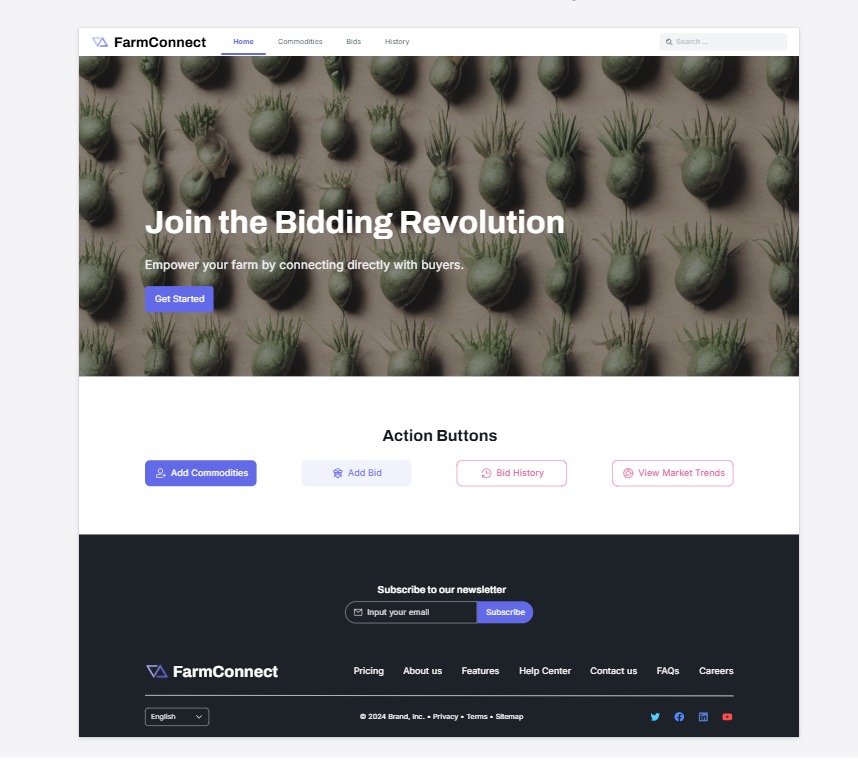 FarmConnect
Home Commodities Bids History
Search ...
Join the Bidding Revolution
Empower your farm by connecting directly with buyers.
Get Started
Action Buttons
Add Commodities Add Bid Bid History View Market Trends
Subscribe to our newsletter
Input your email Subscribe
FarmConnect
Pricing About us Features Help Center Contact us FAQs Careers
English
© 2024 Brand, Inc. • Privacy • Terms • Sitemap